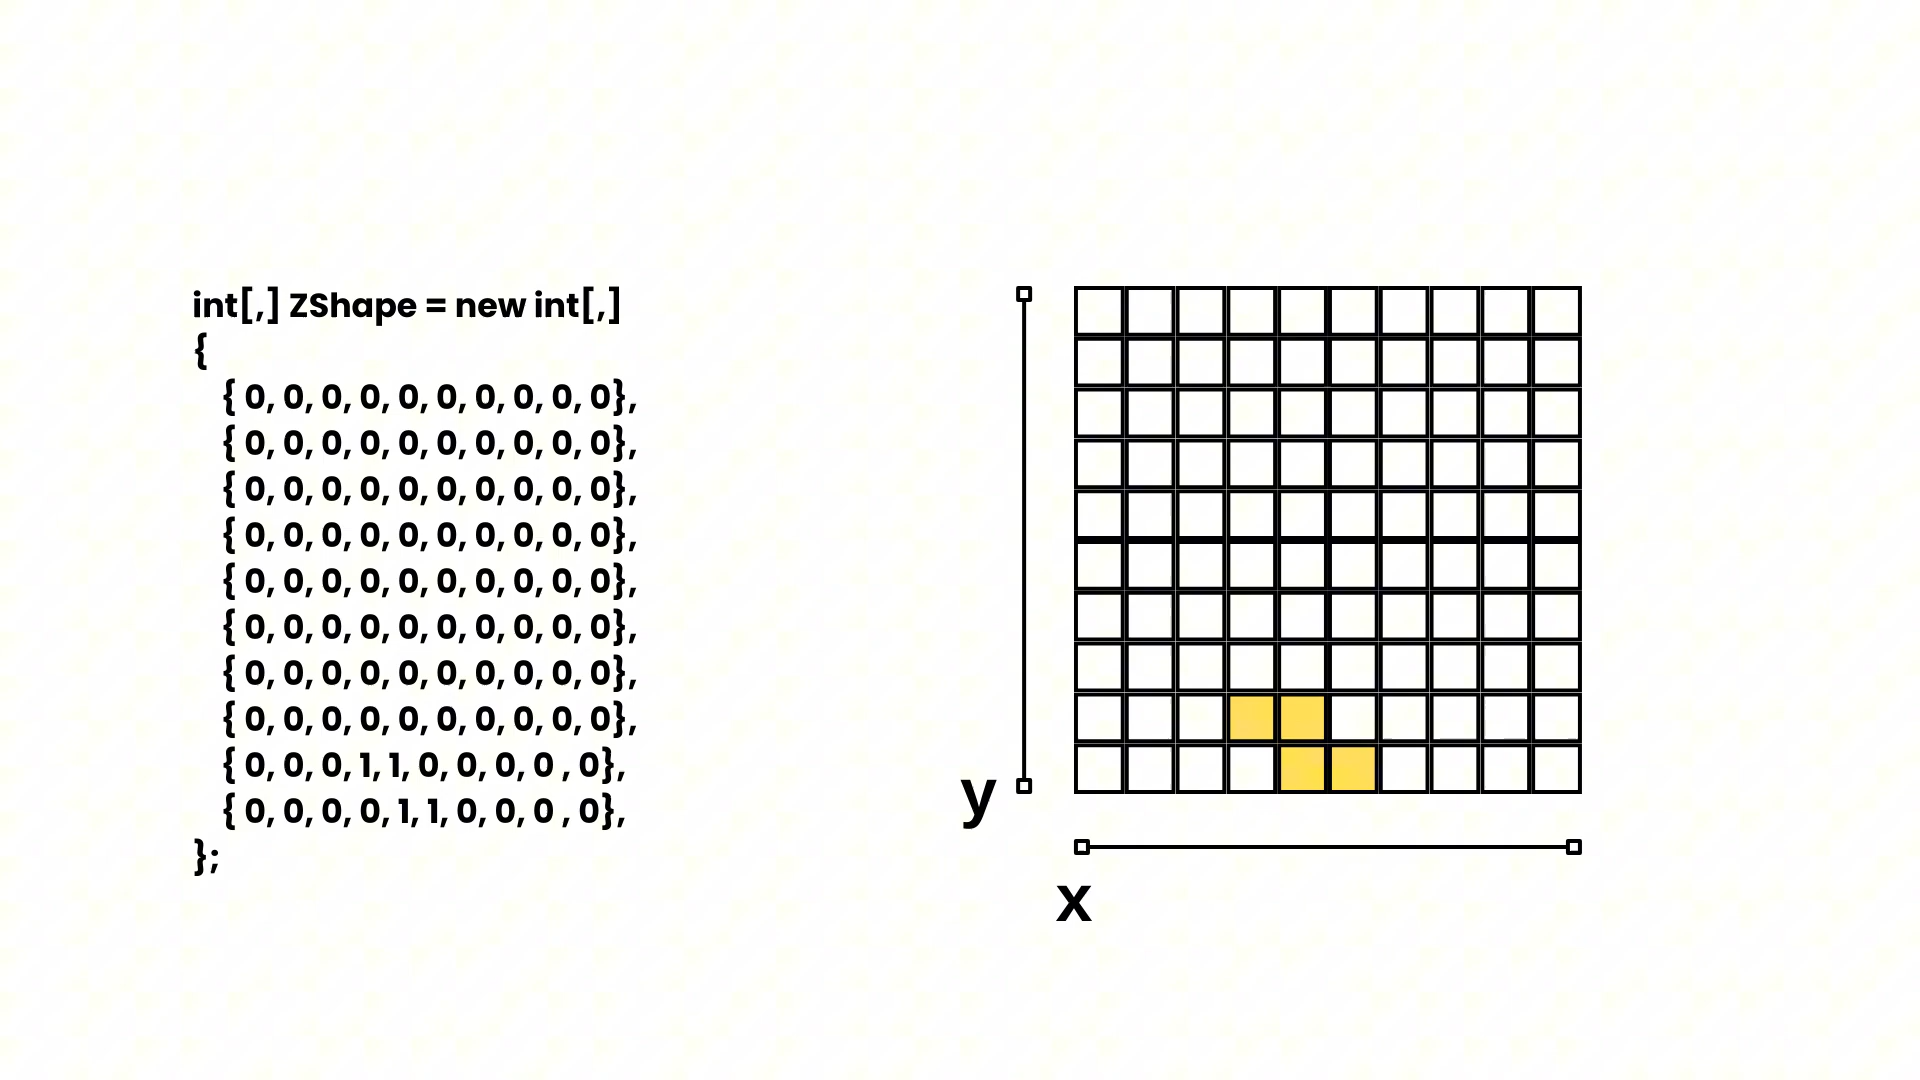 int[,] ZShape = new int[,]
{
{ 0, 0, 0, 0, 0, 0, 0, 0, 0, 0},
{ 0, 0, 0, 0, 0, 0, 0, 0, 0, 0},
{ 0, 0, 0, 0, 0, 0, 0, 0, 0, 0},
{ 0, 0, 0, 0, 0, 0, 0, 0, 0, 0},
{ 0, 0, 0, 0, 0, 0, 0, 0, 0, 0},
{ 0, 0, 0, 0, 0, 0, 0, 0, 0, 0},
{ 0, 0, 0, 0, 0, 0, 0, 0, 0, 0},
{ 0, 0, 0, 0, 0, 0, 0, 0, 0, 0},
{ 0, 0, 0, 1, 1, 0, 0, 0, 0 , 0},
{ 0, 0, 0, 0, 1, 1, 0, 0, 0 , 0},
};
y
x